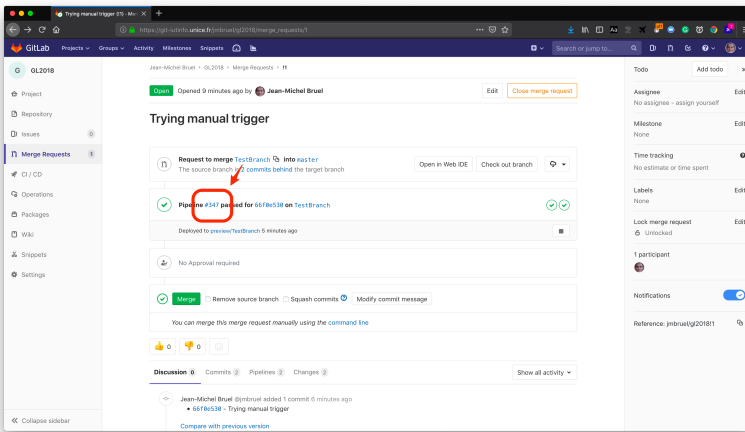 Trying manual trigger (!1) · Mer
https://git-iutinfo.unice.fr/jmbruel/gl2018/merge_requests/1
GitLab Projects Groups Activity Milestones Snippets
Search or jump to...
G GL2018
Project
Repository
Issues 0
Merge Requests 1
CI / CD
Operations
Packages
Wiki
Snippets
Settings
Collapse sidebar
Jean-Michel Bruel > GL2018 > Merge Requests > !1
Open Opened 9 minutes ago by Jean-Michel Bruel
Edit Close merge request
Trying manual trigger
Request to merge TestBranch into master
The source branch is 2 commits behind the target branch
Open in Web IDE Check out branch
Pipeline #347 passed for 66f0e530 on TestBranch
Deployed to preview/TestBranch 5 minutes ago
No Approval required
Merge Remove source branch Squash commits Modify commit message
You can merge this merge request manually using the command line
0 0
Discussion 0 Commits 2 Pipelines 2 Changes 2
Show all activity
Jean-Michel Bruel @jmbruel added 1 commit 6 minutes ago
• 66f0e530 - Trying manual trigger
Compare with previous version
Todo Add todo
Assignee Edit
No assignee - assign yourself
Milestone Edit
None
Time tracking
No estimate or time spent
Labels Edit
None
Lock merge request Edit
Unlocked
1 participant
Notifications
Reference: jmbruel/gl2018!1